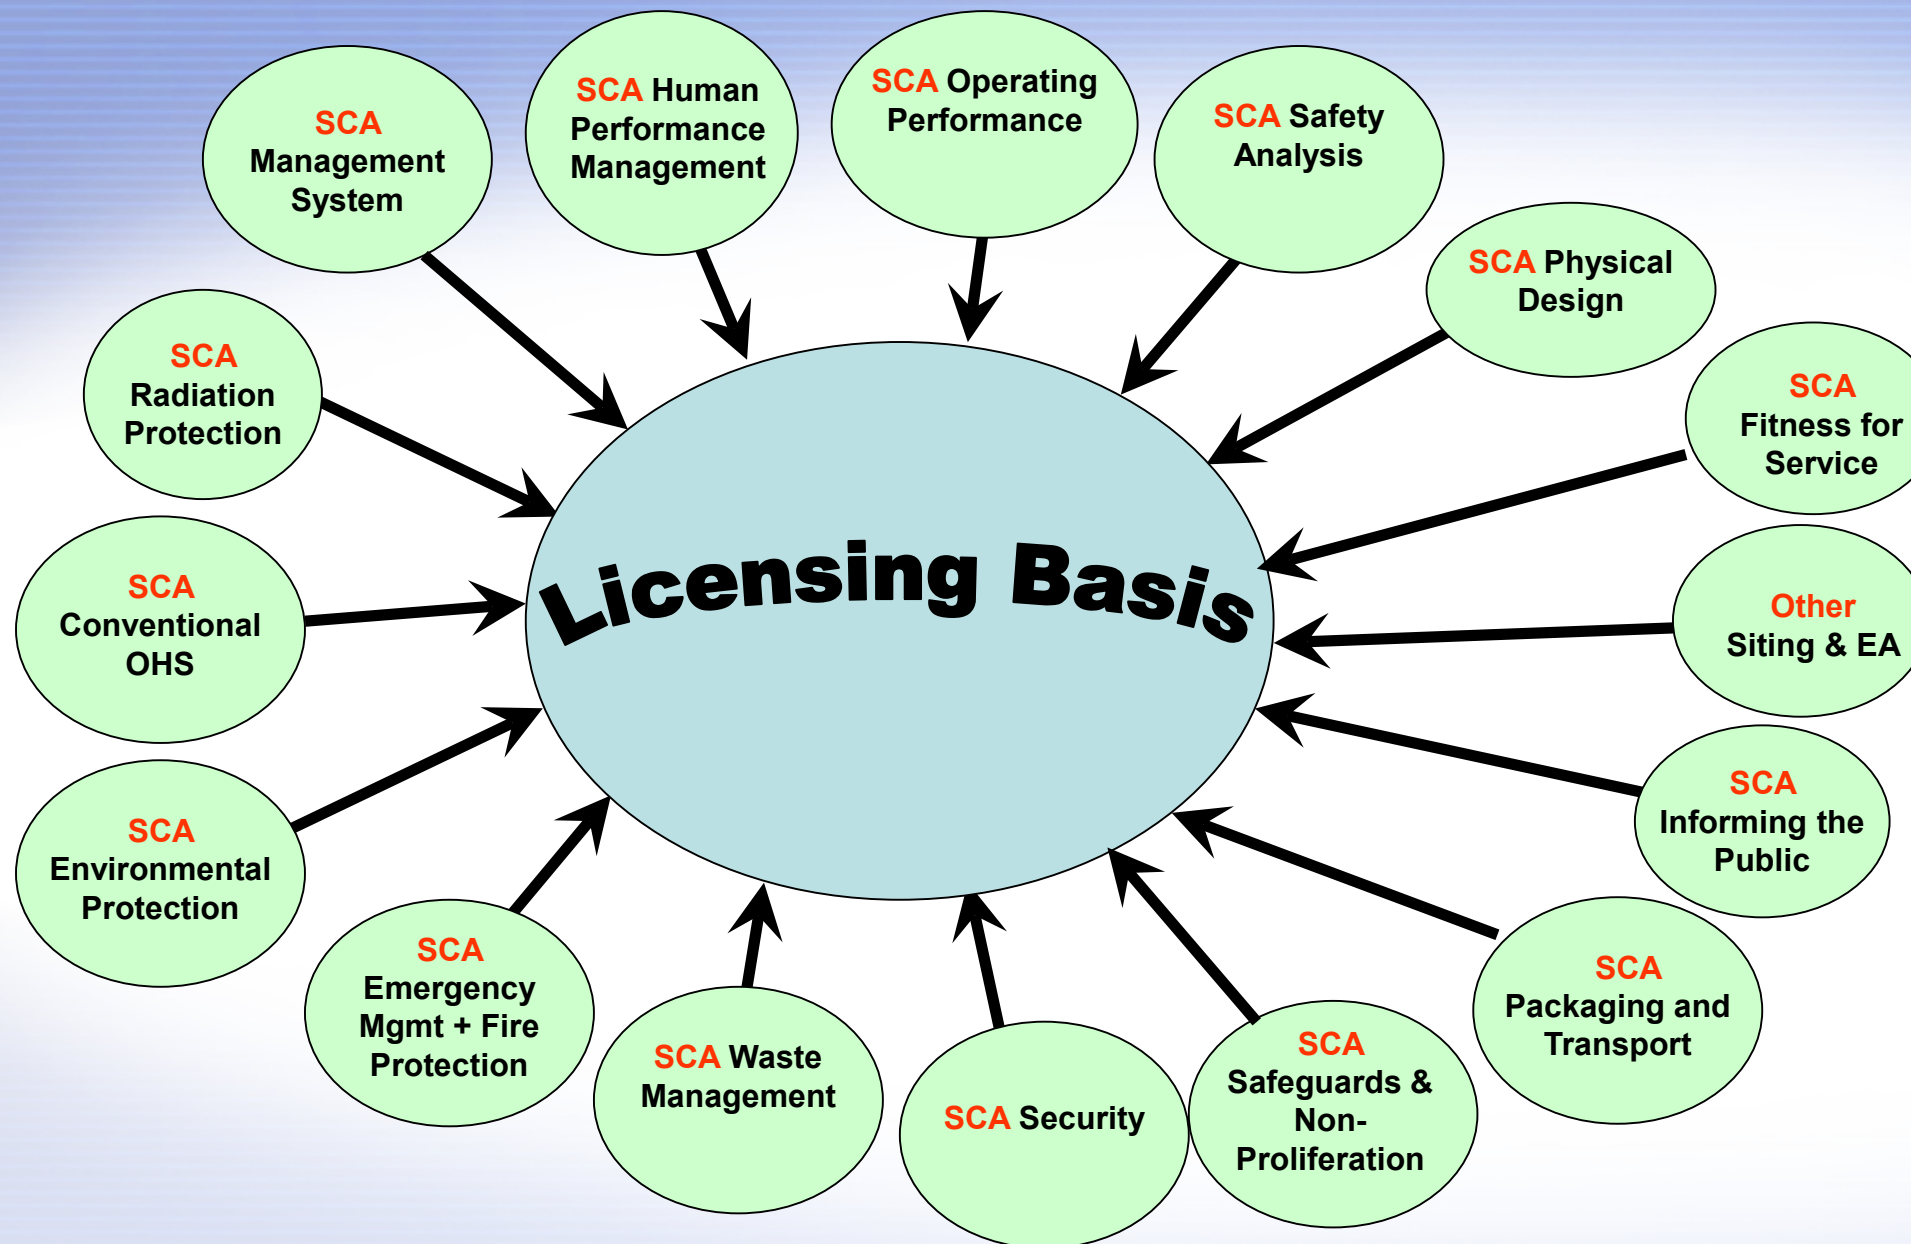 SCA
Management
System
SCA Human
Performance
Management
SCA Operating
Performance
SCA Safety
Analysis
SCA Physical
Design
SCA
Fitness for
Service
Other
Siting & EA
SCA
Informing the
Public
SCA
Packaging and
Transport
SCA
Safeguards &
Non-
Proliferation
SCA Security
SCA Waste
Management
SCA
Emergency
Mgmt + Fire
Protection
SCA
Environmental
Protection
SCA
Conventional
OHS
SCA
Radiation
Protection
Licensing Basis